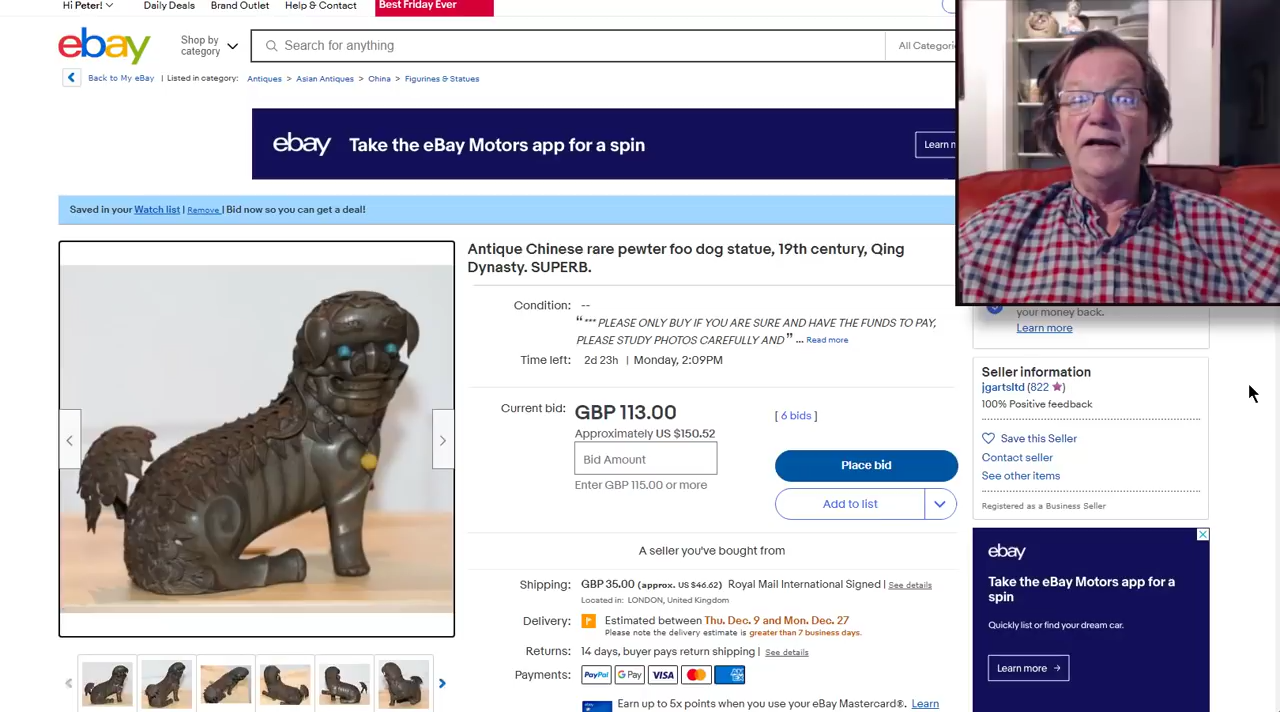 Hi Peter!
Daily Deals
Brand Outlet
Help & Contact
Best Friday Ever
ebay
Shop by
category
Search for anything
All Categori
Back to My eBay | Listed in category: Antiques > Asian Antiques > China > Figurines & Statues
ebay
Take the eBay Motors app for a spin
Learn n
Saved in your Watch list | Remove | Bid now so you can get a deal!
Antique Chinese rare pewter foo dog statue, 19th century, Qing
Dynasty. SUPERB.
Condition: --
“ *** PLEASE ONLY BUY IF YOU ARE SURE AND HAVE THE FUNDS TO PAY,
PLEASE STUDY PHOTOS CAREFULLY AND ” ... Read more
Time left: 2d 23h | Monday, 2:09PM
Current bid: GBP 113.00 [ 6 bids ]
Approximately US $150.52
Bid Amount
Enter GBP 115.00 or more
Place bid
Add to list
A seller you've bought from
Shipping: GBP 35.00 (approx. US $46.62) Royal Mail International Signed | See details
Located in: LONDON, United Kingdom
Delivery: Estimated between Thu. Dec. 9 and Mon. Dec. 27
Please note the delivery estimate is greater than 7 business days.
Returns: 14 days, buyer pays return shipping | See details
Payments: PayPal G Pay VISA AM EX
Earn up to 5x points when you use your eBay Mastercard®. Learn
your money back.
Learn more
Seller information
jgartsltd (822 )
100% Positive feedback
Save this Seller
Contact seller
See other items
Registered as a Business Seller
ebay
Take the eBay Motors app for a
spin
Quickly list or find your dream car.
Learn more →